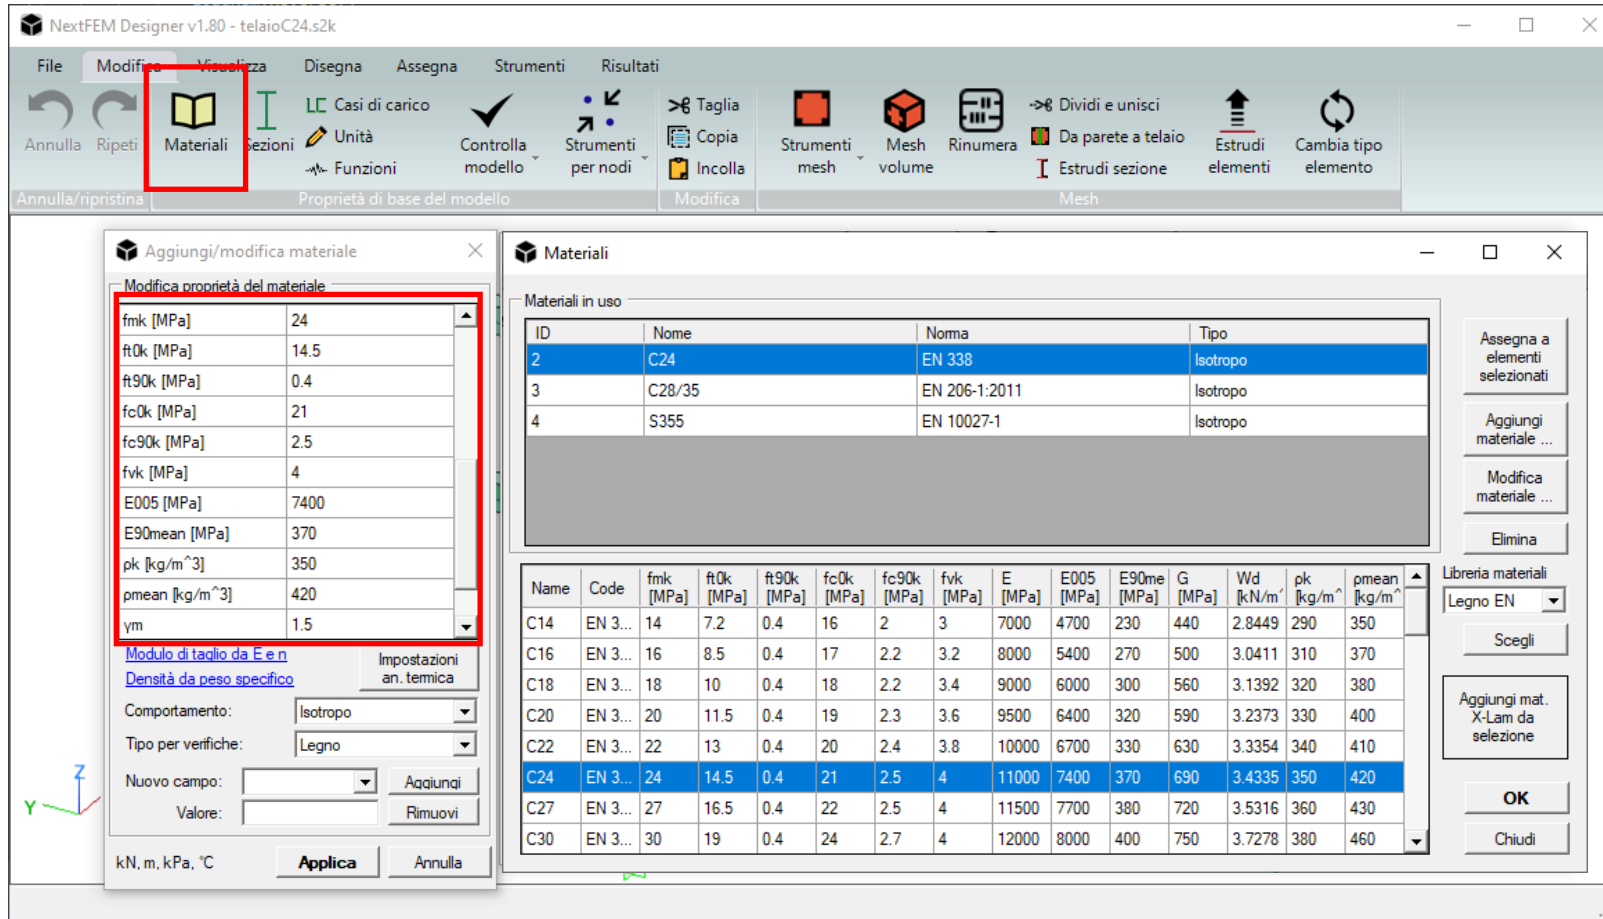 NextFEM Designer v1.80 - telaioC24.s2k
File Modifica Visualizza Disegna Assegna Strumenti Risultati
Annulla
Ripeti
Materiali
Sezioni
Casi di carico
Unità
Funzioni
Controlla modello
Strumenti per nodi
Taglia
Copia
Incolla
Strumenti mesh
Mesh volume
Rinumera
Dividi e unisci
Da parete a telaio
Estrudi sezione
Estrudi elementi
Cambia tipo elemento
Annulla/ripristina Proprietà di base del modello Modifica Mesh
Aggiungi/modifica materiale
Modifica proprietà del materiale
fmk [MPa] 24
ft0k [MPa] 14.5
ft90k [MPa] 0.4
fc0k [MPa] 21
fc90k [MPa] 2.5
fvk [MPa] 4
E005 [MPa] 7400
E90mean [MPa] 370
ρk [kg/m^3] 350
ρmean [kg/m^3] 420
γm 1.5
Modulo di taglio da E e n
Densità da peso specifico
Impostazioni an. termica
Comportamento: Isotropo
Tipo per verifiche: Legno
Nuovo campo: Aggiungi
Valore: Rimuovi
kN, m, kPa, °C Applica Annulla
Materiali
Materiali in uso
ID Nome Norma Tipo
2 C24 EN 338 Isotropo
3 C28/35 EN 206-1:2011 Isotropo
4 S355 EN 10027-1 Isotropo
Assegna a elementi selezionati
Aggiungi materiale ...
Modifica materiale ...
Elimina
Libreria materiali
Legno EN
Scegli
Aggiungi mat. X-Lam da selezione
OK
Chiudi
Name Code fmk [MPa] ft0k [MPa] ft90k [MPa] fc0k [MPa] fc90k [MPa] fvk [MPa] E [MPa] E005 [MPa] E90me [MPa] G [MPa] Wd [kN/m^ ρk [kg/m^ ρmean [kg/m^
C14 EN 3... 14 7.2 0.4 16 2 3 7000 4700 230 440 2.8449 290 350
C16 EN 3... 16 8.5 0.4 17 2.2 3.2 8000 5400 270 500 3.0411 310 370
C18 EN 3... 18 10 0.4 18 2.2 3.4 9000 6000 300 560 3.1392 320 380
C20 EN 3... 20 11.5 0.4 19 2.3 3.6 9500 6400 320 590 3.2373 330 400
C22 EN 3... 22 13 0.4 20 2.4 3.8 10000 6700 330 630 3.3354 340 410
C24 EN 3... 24 14.5 0.4 21 2.5 4 11000 7400 370 690 3.4335 350 420
C27 EN 3... 27 16.5 0.4 22 2.5 4 11500 7700 380 720 3.5316 360 430
C30 EN 3... 30 19 0.4 24 2.7 4 12000 8000 400 750 3.7278 380 460
Z
Y